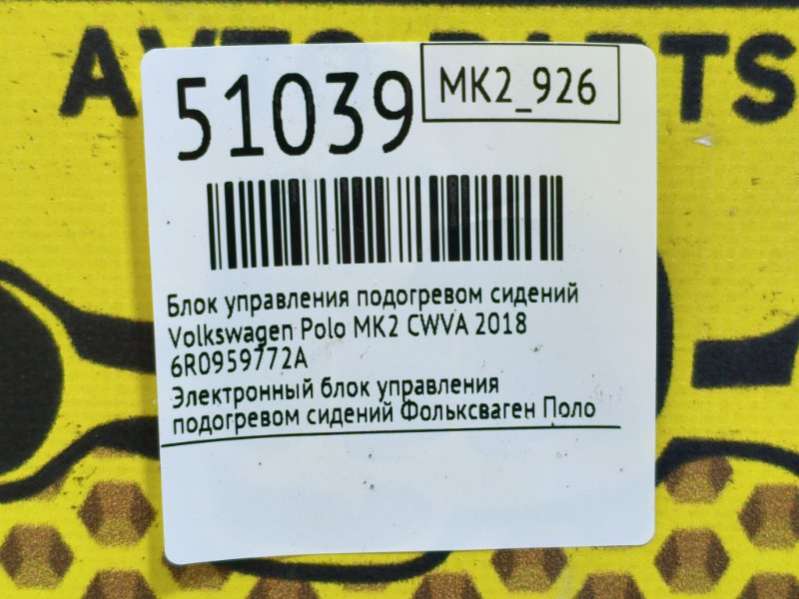 AVTO PARTS
51039
MK2_926
Блок управления подогревом сидений
Volkswagen Polo MK2 CWVA 2018
6R0959772A
Электронный блок управления
подогревом сидений Фольксваген Поло